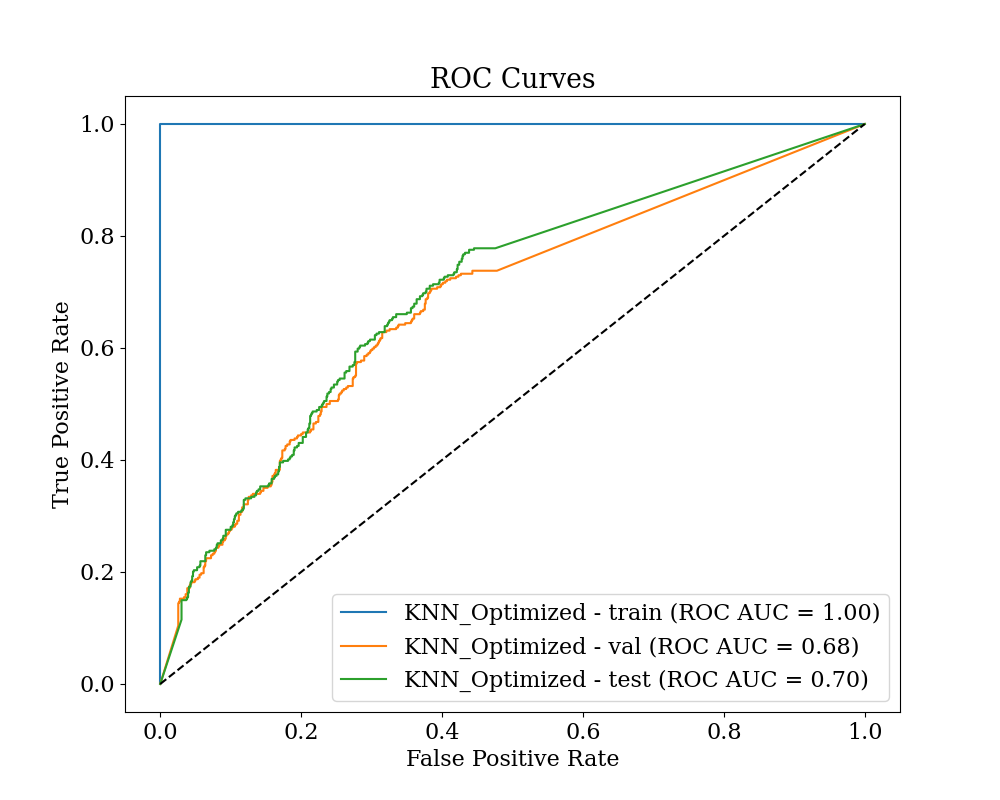 ROC Curves
1.0
0.8
0.6
0.4
0.2
0.0
True Positive Rate
KNN_Optimized - train (ROC AUC = 1.00)
KNN_Optimized - val (ROC AUC = 0.68)
KNN_Optimized - test (ROC AUC = 0.70)
0.0 0.2 0.4 0.6 0.8 1.0
False Positive Rate